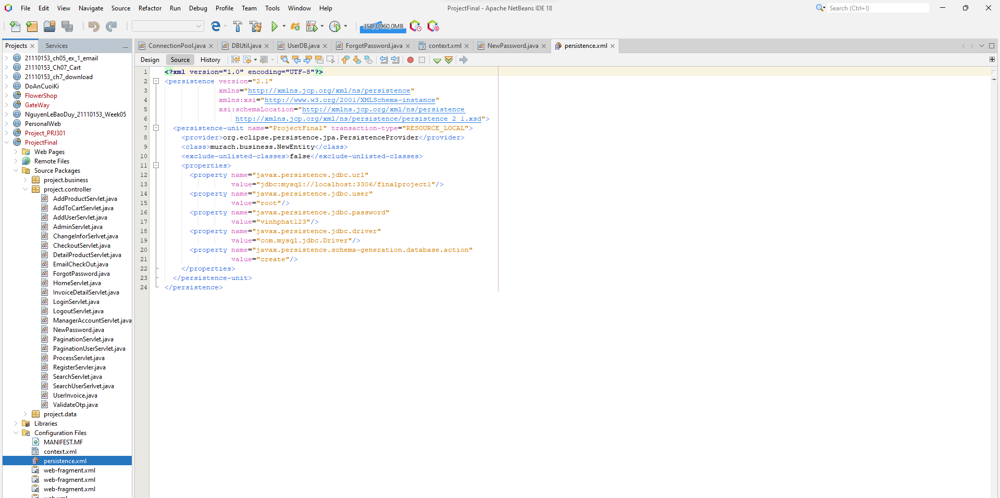 File Edit View Navigate Source Refactor Run Debug Profile Team Tools Window Help
ProjectFinal - Apache NetBeans IDE 18
Search (Ctrl+I)
358,3/960,0MB
Projects
Services
ConnectionPool.java
DBUtil.java
UserDB.java
ForgotPassword.java
context.xml
NewPassword.java
persistence.xml
Design Source History
21110153_ch05_ex_1_email
21110153_Ch07_Cart
21110153_ch7_download
DoAnCuoiKi
FlowerShop
GateWay
NguyenLeBaoDuy_21110153_Week05
PersonalWeb
Project_PRJ301
ProjectFinal
Web Pages
Remote Files
Source Packages
project.business
project.controller
AddProductServlet.java
AddToCartServlet.java
AddUserServlet.java
AdminServlet.java
ChangeInforSerlvet.java
CheckoutServlet.java
DetailProductServlet.java
EmailCheckOut.java
ForgotPassword.java
HomeServlet.java
InvoiceDetailServlet.java
LoginServlet.java
LogoutServlet.java
ManagerAccountServlet.java
NewPassword.java
PaginationServlet.java
PaginationUserServlet.java
ProcessServlet.java
RegisterServler.java
SearchServlet.java
SearchUserSerlvet.java
UserInvoice.java
ValidateOtp.java
project.data
Libraries
Configuration Files
MANIFEST.MF
context.xml
persistence.xml
web-fragment.xml
web-fragment.xml
web-fragment.xml
web.xml
1 <?xml version="1.0" encoding="UTF-8"?>
2 <persistence version="2.1"
3 xmlns="http://xmlns.jcp.org/xml/ns/persistence"
4 xmlns:xsi="http://www.w3.org/2001/XMLSchema-instance"
5 xsi:schemaLocation="http://xmlns.jcp.org/xml/ns/persistence
6 http://xmlns.jcp.org/xml/ns/persistence/persistence_2_1.xsd">
7 <persistence-unit name="ProjectFinal" transaction-type="RESOURCE_LOCAL">
8 <provider>org.eclipse.persistence.jpa.PersistenceProvider</provider>
9 <class>murach.business.NewEntity</class>
10 <exclude-unlisted-classes>false</exclude-unlisted-classes>
11 <properties>
12 <property name="javax.persistence.jdbc.url"
13 value="jdbc:mysql://localhost:3306/finalproject1"/>
14 <property name="javax.persistence.jdbc.user"
15 value="root"/>
16 <property name="javax.persistence.jdbc.password"
17 value="vinhphat123"/>
18 <property name="javax.persistence.jdbc.driver"
19 value="com.mysql.jdbc.Driver"/>
20 <property name="javax.persistence.schema-generation.database.action"
21 value="create"/>
22 </properties>
23 </persistence-unit>
24 </persistence>